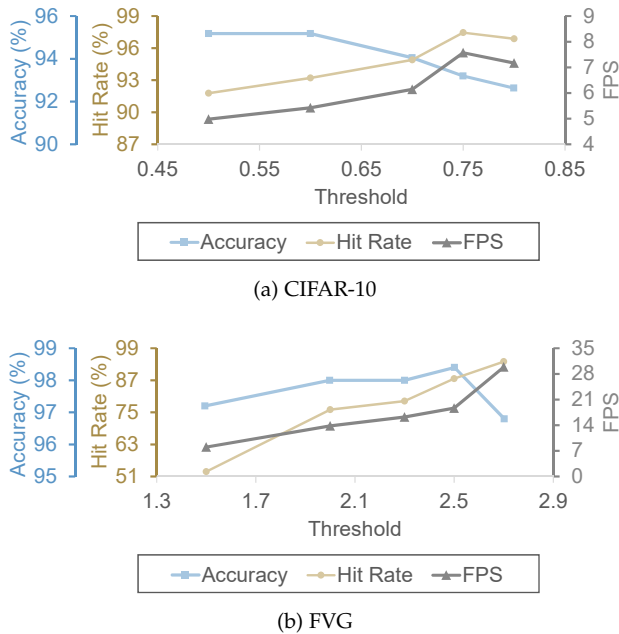 Accuracy (%)
96
94
92
90
Hit Rate (%)
99
96
93
90
87
9
8
7
6
5
4
FPS
0.45 0.55 0.65 0.75 0.85
Threshold
Accuracy Hit Rate FPS
(a) CIFAR-10
Accuracy (%)
99
98
97
96
95
Hit Rate (%)
99
87
75
63
51
35
28
21
14
7
0
FPS
1.3 1.7 2.1 2.5 2.9
Threshold
Accuracy Hit Rate FPS
(b) FVG